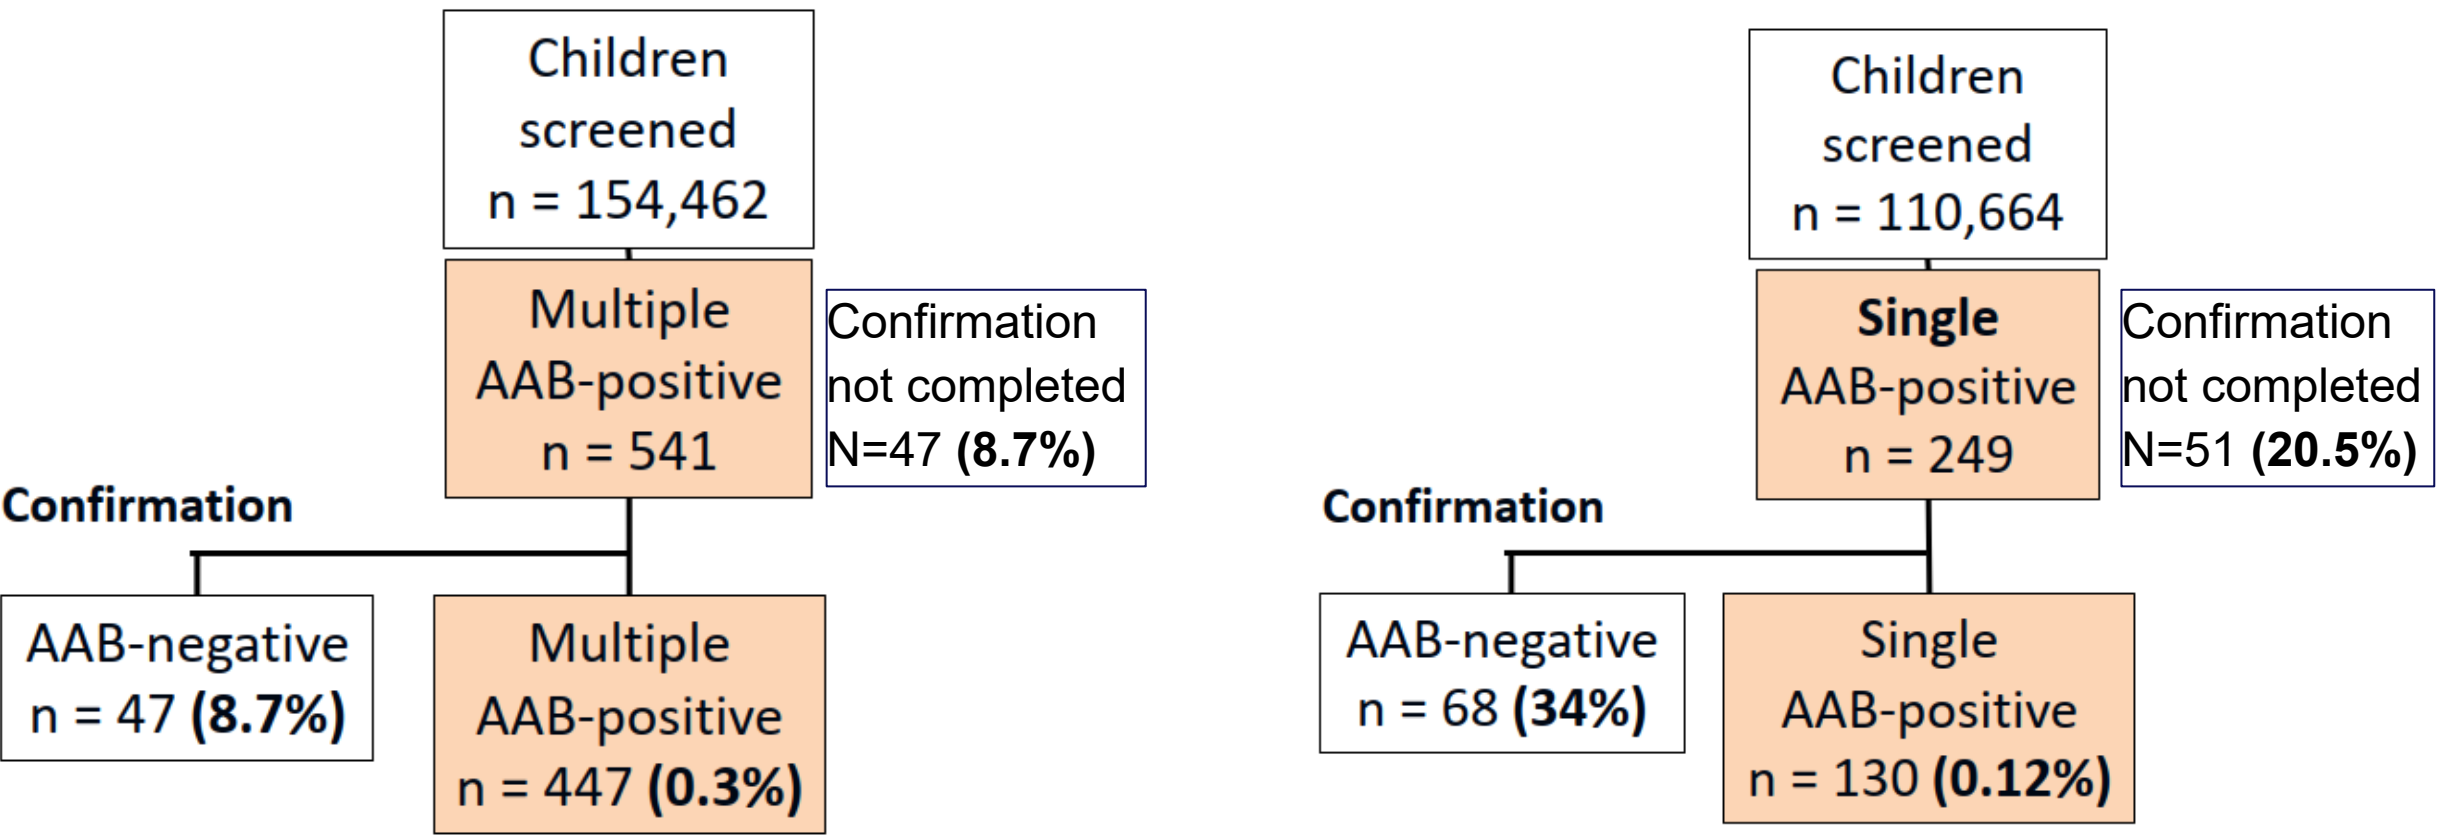 Children
screened
n = 154,462
Multiple
AAB-positive
n = 541
Confirmation
not completed
N=47 (8.7%)
Confirmation
AAB-negative
n = 47 (8.7%)
Multiple
AAB-positive
n = 447 (0.3%)
Children
screened
n = 110,664
Single
AAB-positive
n = 249
Confirmation
not completed
N=51 (20.5%)
Confirmation
AAB-negative
n = 68 (34%)
Single
AAB-positive
n = 130 (0.12%)